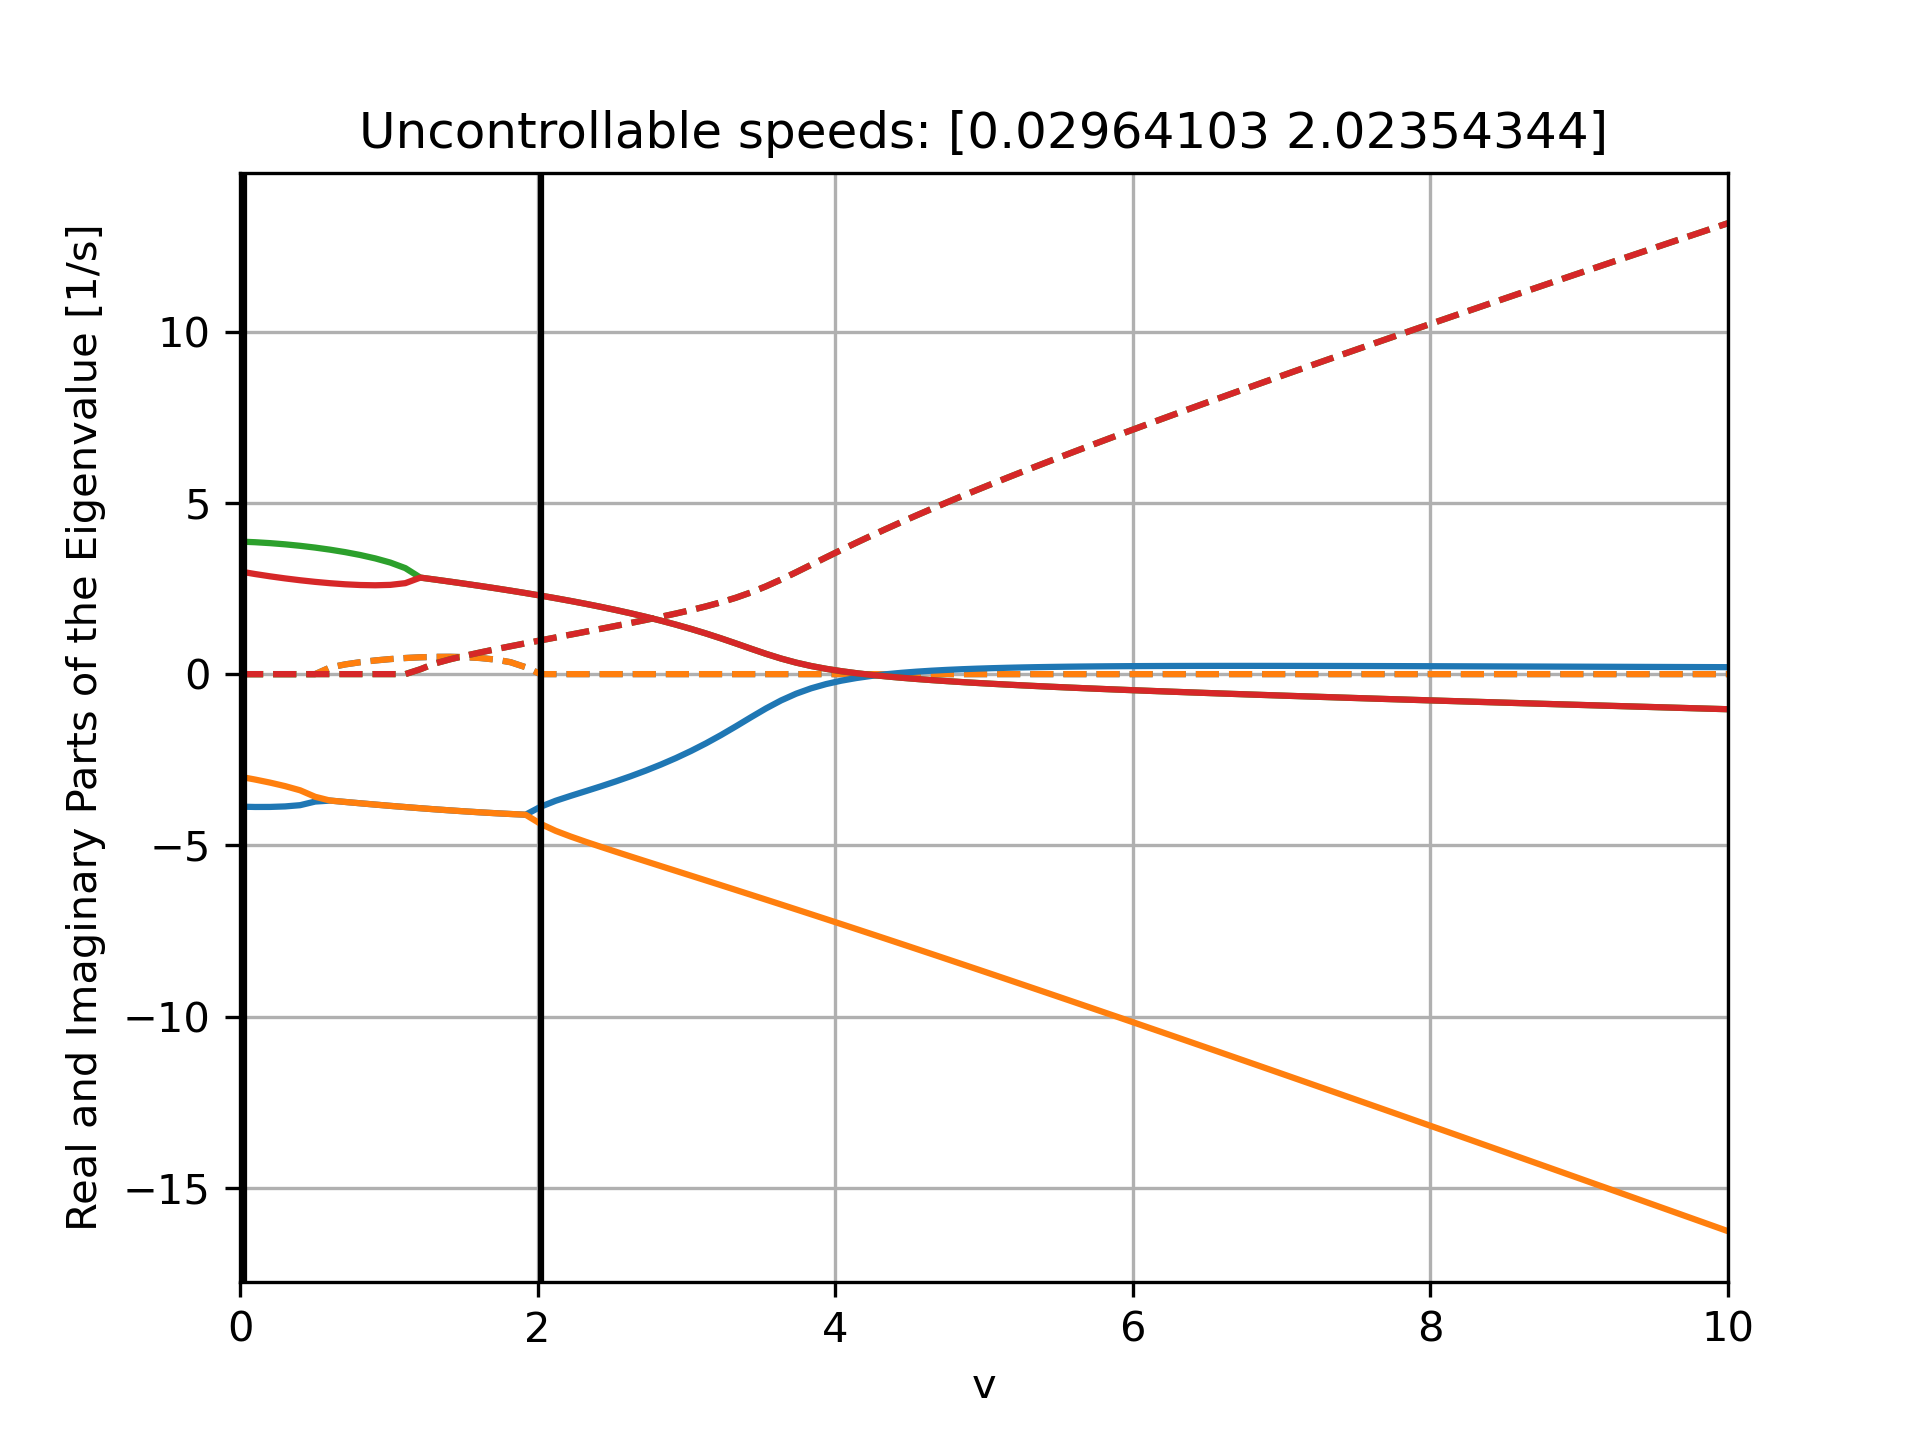 Uncontrollable speeds: [0.02964103 2.02354344]
Real and Imaginary Parts of the Eigenvalue [1/s]
10
5
0
−5
−10
−15
0 2 4 6 8 10
v